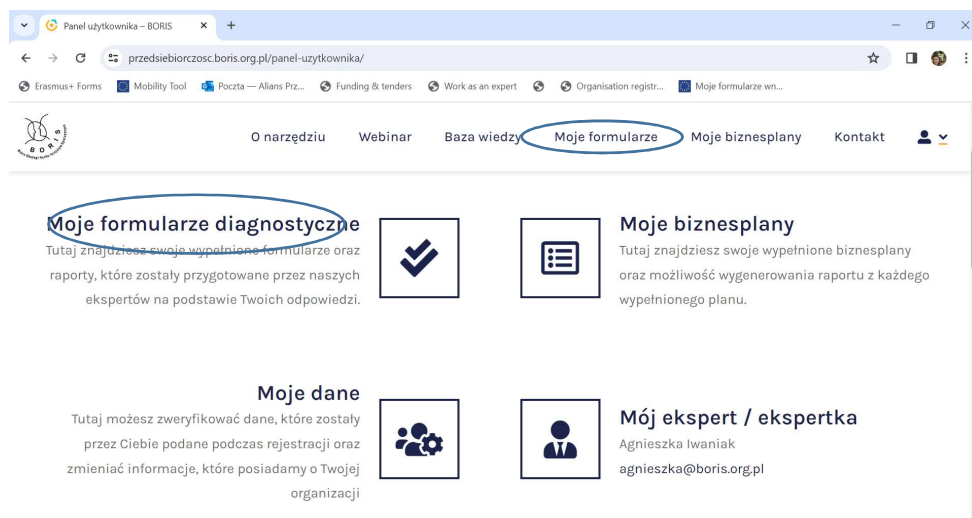 Panel użytkownika – BORIS
przedsiebiorczosc.boris.org.pl/panel-uzytkownika/
Erasmus+ Forms Mobility Tool Poczta — Alians Prz... Funding & tenders Work as an expert Organisation registr... Moje formularze wn...
BORIS
O narzędziu Webinar Baza wiedzy Moje formularze Moje biznesplany Kontakt
Moje formularze diagnostyczne
Tutaj znajdziesz swoje wypełnione formularze oraz
raporty, które zostały przygotowane przez naszych
ekspertów na podstawie Twoich odpowiedzi.
Moje biznesplany
Tutaj znajdziesz swoje wypełnione biznesplany
oraz możliwość wygenerowania raportu z każdego
wypełnionego planu.
Moje dane
Tutaj możesz zweryfikować dane, które zostały
przez Ciebie podane podczas rejestracji oraz
zmieniać informacje, które posiadamy o Twojej
organizacji
Mój ekspert / ekspertka
Agnieszka Iwaniak
agnieszka@boris.org.pl